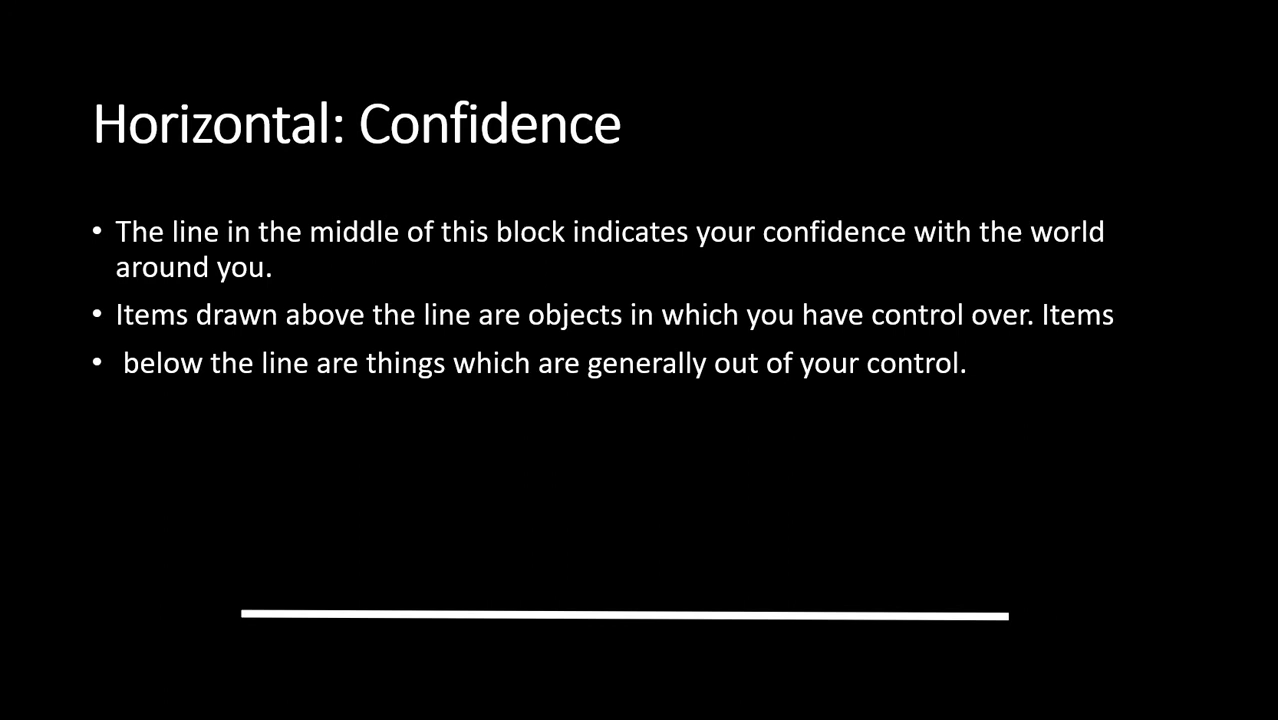 Horizontal: Confidence
• The line in the middle of this block indicates your confidence with the world
around you.
• Items drawn above the line are objects in which you have control over. Items
• below the line are things which are generally out of your control.